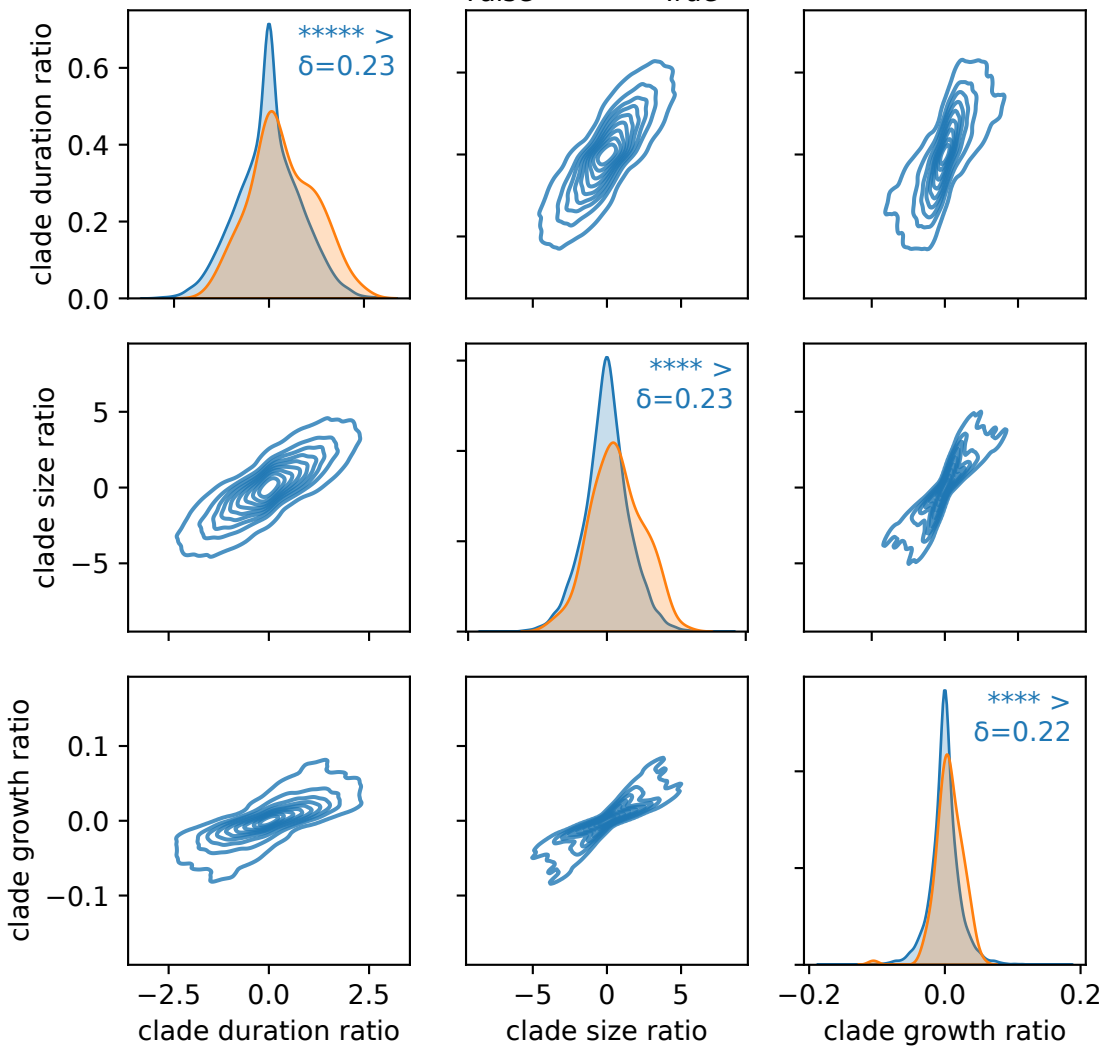 clade duration ratio
0.6
0.4
0.2
0.0
***** >
δ=0.23
clade size ratio
5
0
−5
**** >
δ=0.23
clade growth ratio
0.1
0.0
−0.1
**** >
δ=0.22
−2.5 0.0 2.5
−5 0 5
−0.2 0.0 0.2
clade duration ratio
clade size ratio
clade growth ratio